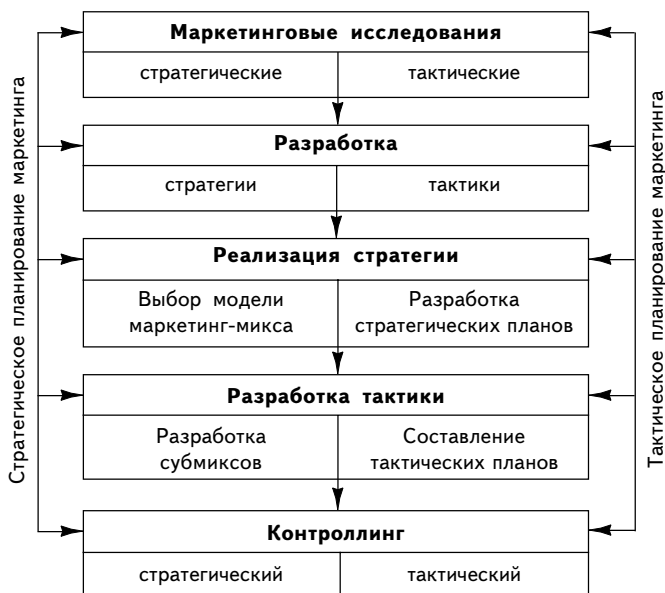 Стратегическое планирование маркетинга
Маркетинговые исследования
стратегические
тактические
Разработка
стратегии
тактики
Реализация стратегии
Выбор модели
маркетинг-микса
Разработка
стратегических планов
Разработка тактики
Разработка
субмиксов
Составление
тактических планов
Контроллинг
стратегический
тактический
Тактическое планирование маркетинга